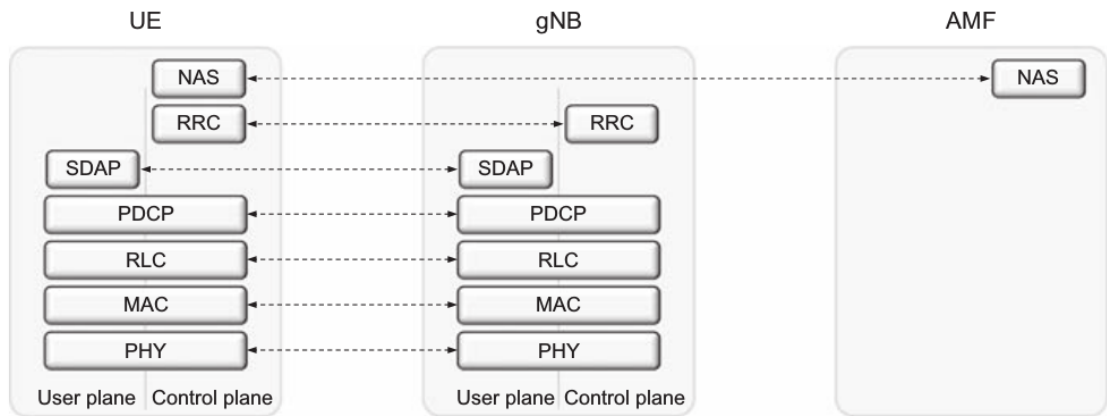 UE gNB AMF
NAS NAS
RRC RRC
SDAP SDAP
PDCP PDCP
RLC RLC
MAC MAC
PHY PHY
User plane Control plane User plane Control plane